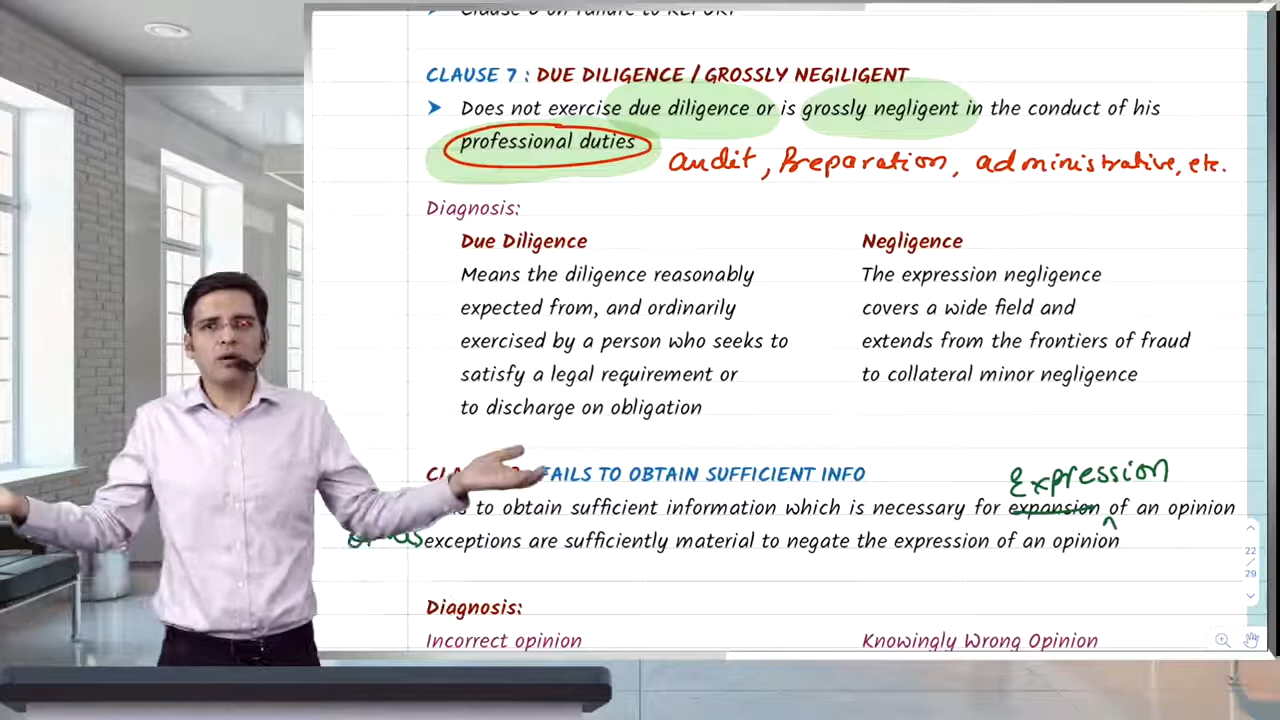 CLAUSE 7 : DUE DILIGENCE / GROSSLY NEGILIGENT
➤ Does not exercise due diligence or is grossly negligent in the conduct of his
professional duties
audit, Preparation, administrative, etc.
Diagnosis:
Due Diligence
Means the diligence reasonably
expected from, and ordinarily
exercised by a person who seeks to
satisfy a legal requirement or
to discharge on obligation
Negligence
The expression negligence
covers a wide field and
extends from the frontiers of fraud
to collateral minor negligence
FAILS TO OBTAIN SUFFICIENT INFO
Expression
to obtain sufficient information which is necessary for expansion of an opinion
exceptions are sufficiently material to negate the expression of an opinion
Diagnosis:
Incorrect opinion
Knowingly Wrong Opinion
22
/
29